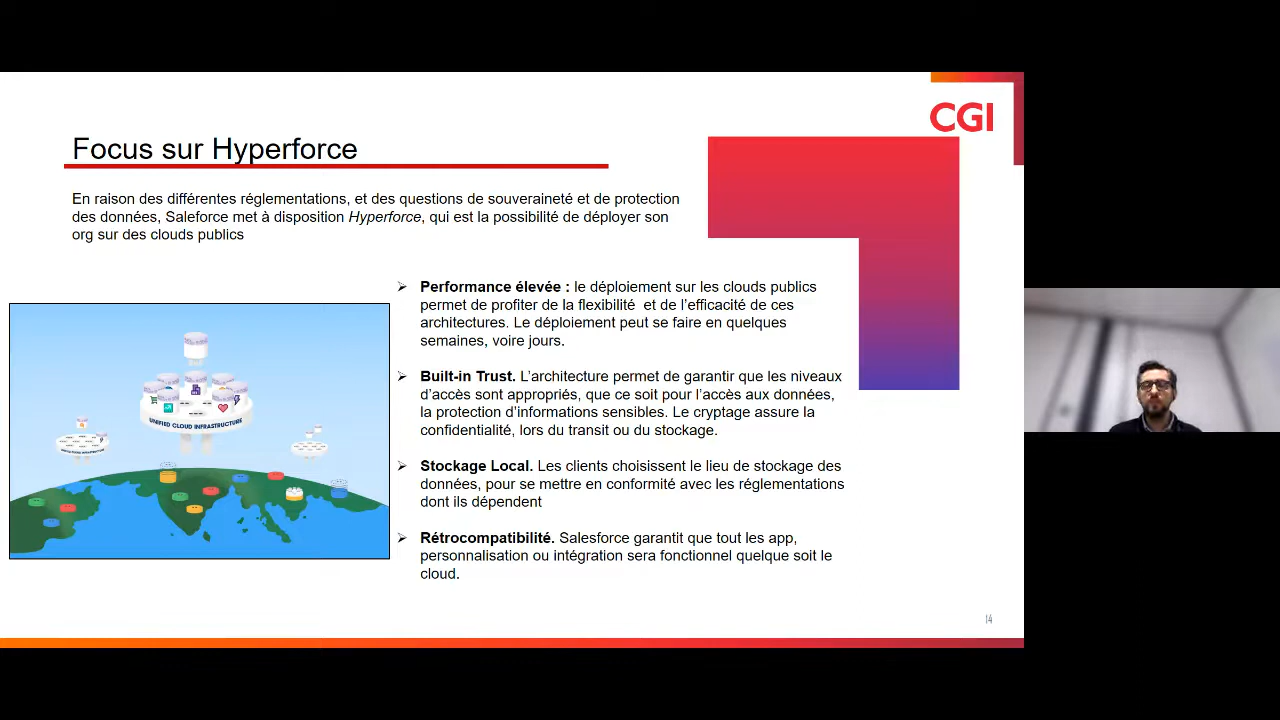 CGI
Focus sur Hyperforce
En raison des différentes réglementations, et des questions de souveraineté et de protection
des données, Saleforce met à disposition Hyperforce, qui est la possibilité de déployer son
org sur des clouds publics
Performance élevée : le déploiement sur les clouds publics
permet de profiter de la flexibilité et de l'efficacité de ces
architectures. Le déploiement peut se faire en quelques
semaines, voire jours.
Built-in Trust. L'architecture permet de garantir que les niveaux
d'accès sont appropriés, que ce soit pour l'accès aux données,
la protection d'informations sensibles. Le cryptage assure la
confidentialité, lors du transit ou du stockage.
Stockage Local. Les clients choisissent le lieu de stockage des
données, pour se mettre en conformité avec les réglementations
dont ils dépendent
Rétrocompatibilité. Salesforce garantit que tout les app,
personnalisation ou intégration sera fonctionnel quelque soit le
cloud.
UNIFIED CLOUD INFRASTRUCTURE
14